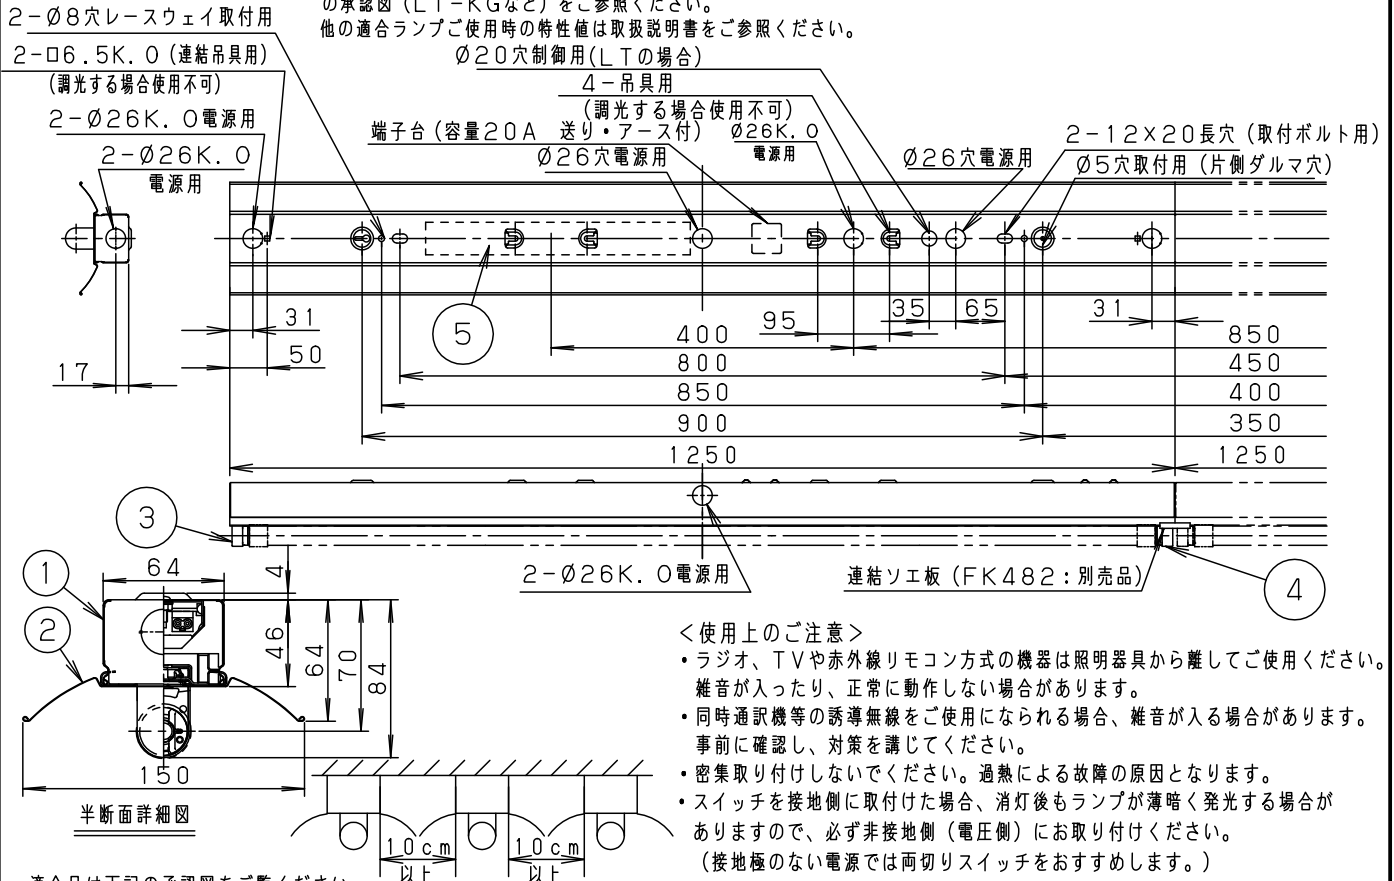 の承認図（LT－KGなど）をご参照ください。
他の適合ランプご使用時の特性値は取扱説明書をご参照ください。
2－Ø8穴レースウェイ取付用
2－□6.5K.O（連結吊具用）
（調光する場合使用不可）
2－Ø26K.O電源用
2－Ø26K.O
電源用
Ø20穴制御用（LTの場合）
4－吊具用
（調光する場合使用不可）
端子台（容量20A　送り・アース付）
Ø26穴電源用
Ø26K.O
電源用
Ø26穴電源用
2－12×20長穴（取付ボルト用）
Ø5穴取付用（片側ダルマ穴）
5
31
50
17
95
35
65
31
400
850
800
450
850
400
900
350
1250
1250
3
2－Ø26K.O電源用
連結ソエ板（FK482：別売品）
4
1
2
64
4
46
64
70
84
150
半断面詳細図
10cm
以上
10cm
以上
＜使用上のご注意＞
・ラジオ、TVや赤外線リモコン方式の機器は照明器具から離してご使用ください。
雑音が入ったり、正常に動作しない場合があります。
・同時通訳機等の誘導無線をご使用になられる場合、雑音が入る場合があります。
事前に確認し、対策を講じてください。
・密集取り付けしないでください。過熱による故障の原因となります。
・スイッチを接地側に取付けた場合、消灯後もランプが薄暗く発光する場合が
ありますので、必ず非接地側（電圧側）にお取り付けください。
（接地極のない電源では両切りスイッチをおすすめします。）